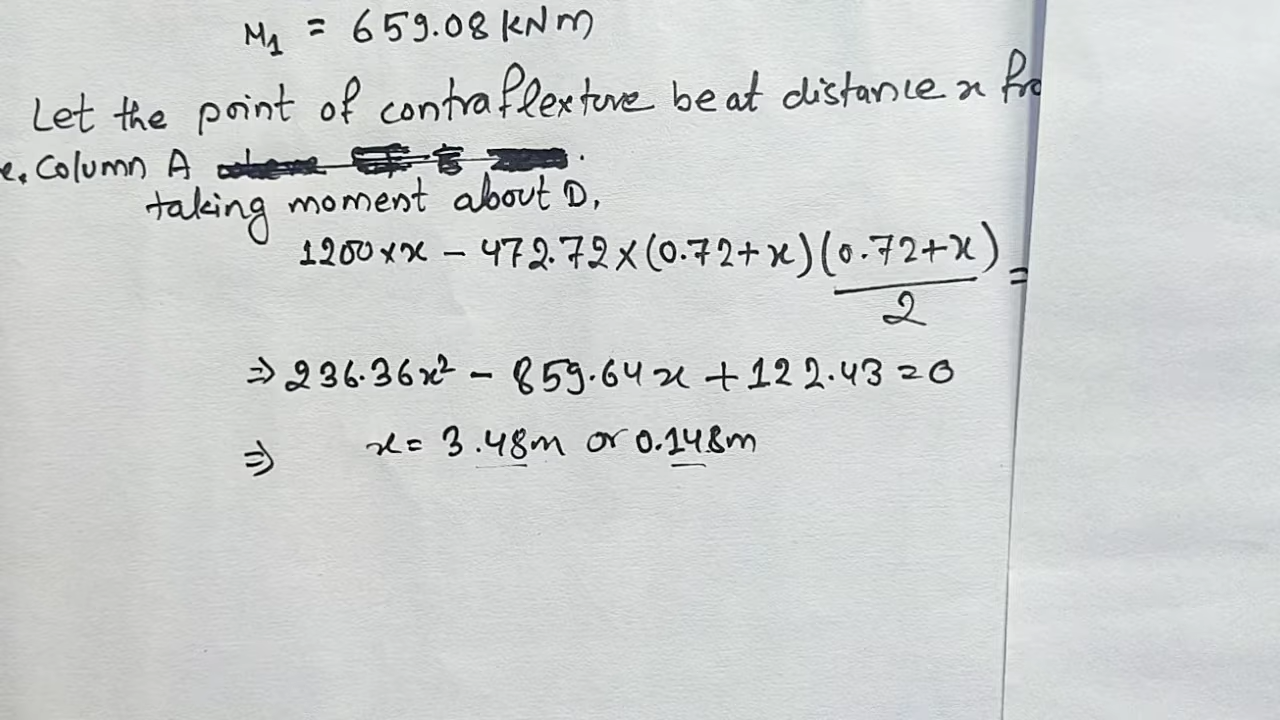 M₁ = 659.08 kNm
Let the point of contraflexture be at distance x fro
e. Column A
taking moment about D,
1200 × x - 472.72 × (0.72 + x) (0.72 + x)/2 =
⇒ 236.36x² - 859.64x + 122.43 = 0
⇒ x = 3.48m or 0.148m